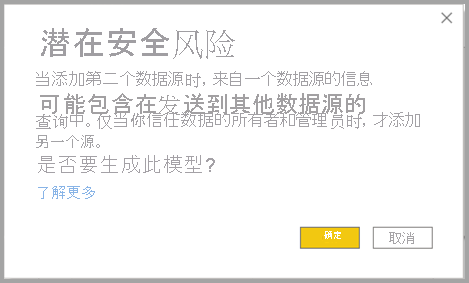 潜在安全风险
当添加第二个数据源时, 来自一个数据源的信息
可能包含在发送到其他数据源的
查询中。仅当你信任数据的所有者和管理员时, 才添加
另一个源。
是否要生成此模型?
了解更多
确定
取消